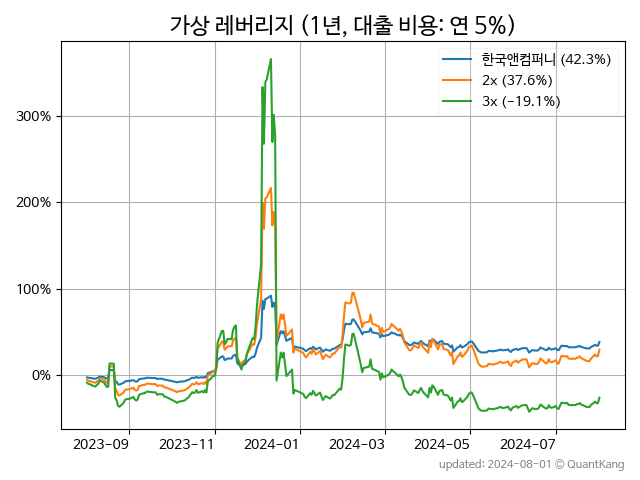 가상 레버리지 (1년, 대출 비용: 연 5%)
한국앤컴퍼니 (42.3%)
2x (37.6%)
3x (−19.1%)
300%
200%
100%
0%
2023−09 2023−11 2024−01 2024−03 2024−05 2024−07
updated: 2024-08-01 © QuantKang